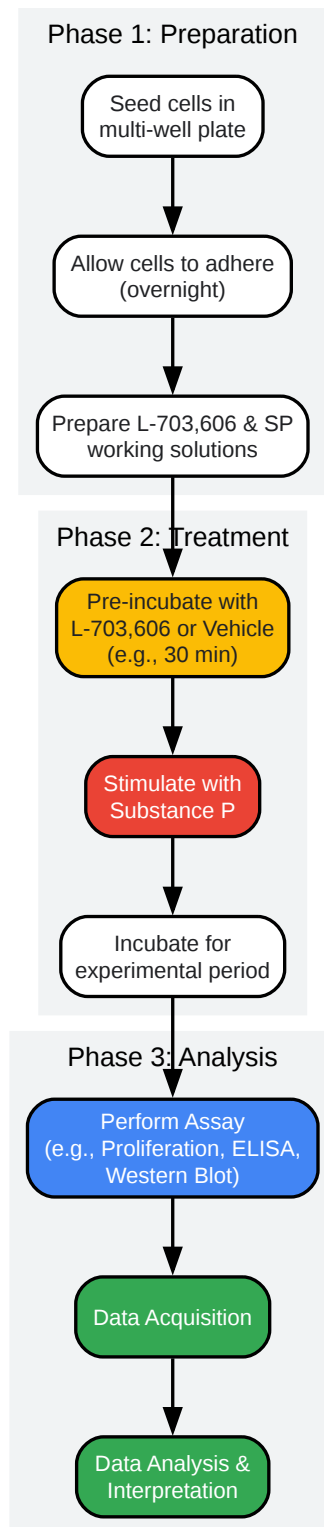 Phase 1: Preparation
Seed cells in
multi-well plate
Allow cells to adhere
(overnight)
Prepare L-703,606 & SP
working solutions
Phase 2: Treatment
Pre-incubate with
L-703,606 or Vehicle
(e.g., 30 min)
Stimulate with
Substance P
Incubate for
experimental period
Phase 3: Analysis
Perform Assay
(e.g., Proliferation, ELISA,
Western Blot)
Data Acquisition
Data Analysis &
Interpretation